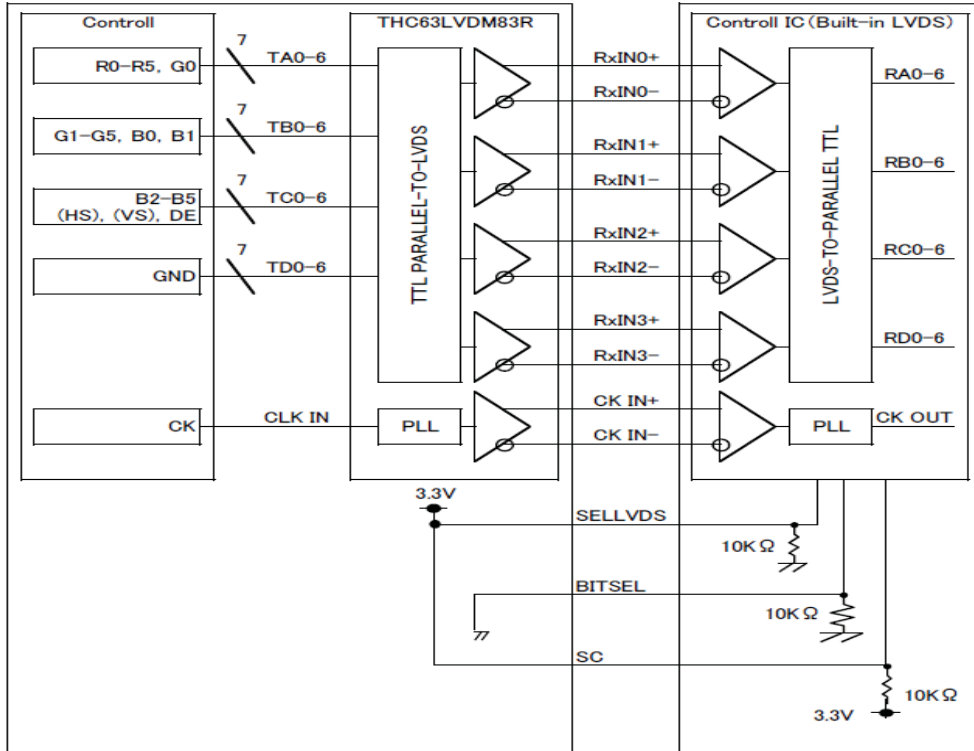 Controll
THC63LVDM83R
Controll IC(Built-in LVDS)
R0-R5, G0
7
TA0-6
RxIN0+
RxIN0-
RA0-6
G1-G5, B0, B1
7
TB0-6
RxIN1+
RxIN1-
RB0-6
B2-B5
(HS), (VS), DE
7
TC0-6
RxIN2+
RxIN2-
RC0-6
GND
7
TD0-6
RxIN3+
RxIN3-
RD0-6
TTL PARALLEL-TO-LVDS
LVDS-TO-PARALLEL TTL
CK
CLK IN
PLL
CK IN+
CK IN-
PLL
CK OUT
3.3V
SELLVDS
10KΩ
BITSEL
10KΩ
SC
10KΩ
3.3V